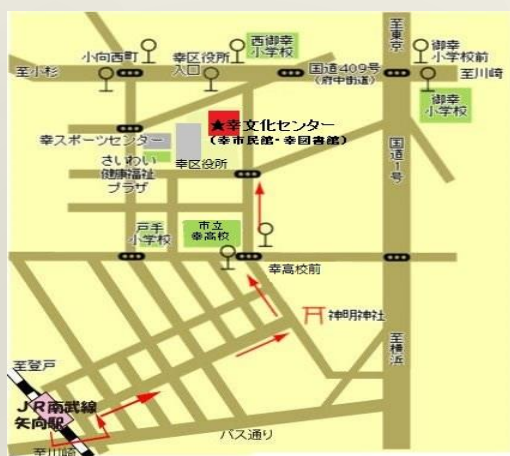 至東京
小向西町
幸区役所
入口
西御幸
小学校
御幸
小学校前
至小杉
国道409号
(府中街道)
至川崎
★幸文化センター
(幸市民館・幸図書館)
御幸
小学校
幸スポーツセンター
さいわい
健康福祉
プラザ
幸区役所
国道1号
戸手
小学校
市立
幸高校
幸高校前
神明神社
至横浜
至登戸
JR南武線
矢向駅
至川崎
バス通り